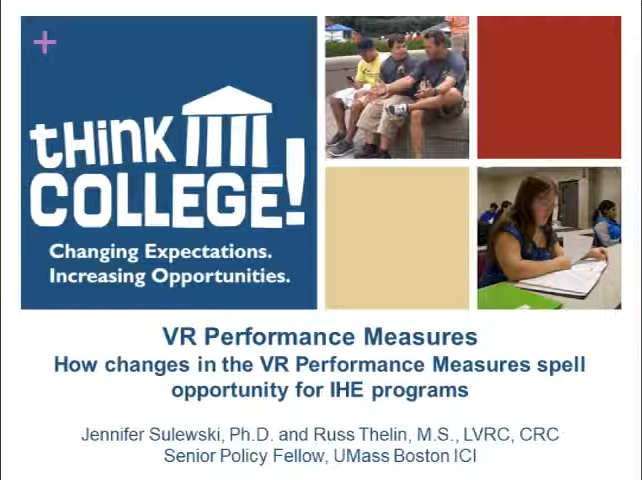 +
tHiNK
COLLEGE!
Changing Expectations.
Increasing Opportunities.
VR Performance Measures
How changes in the VR Performance Measures spell
opportunity for IHE programs
Jennifer Sulewski, Ph.D. and Russ Thelin, M.S., LVRC, CRC
Senior Policy Fellow, UMass Boston ICI